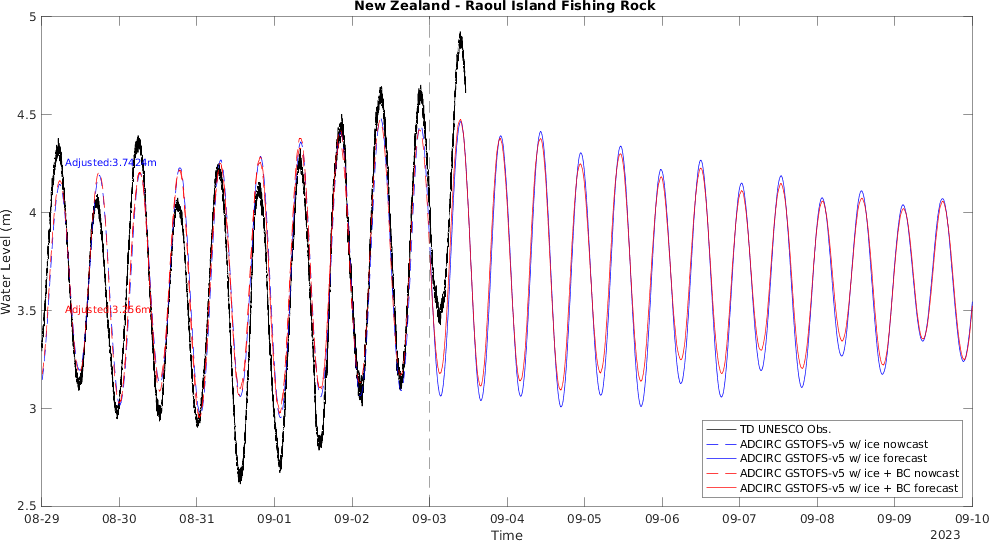 New Zealand - Raoul Island Fishing Rock
5
4.5
4
3.5
3
2.5
Water Level (m)
Adjusted:3.7424m
Adjusted:3.256m
TD UNESCO Obs.
ADCIRC GSTOFS-v5 w/ ice nowcast
ADCIRC GSTOFS-v5 w/ ice forecast
ADCIRC GSTOFS-v5 w/ ice + BC nowcast
ADCIRC GSTOFS-v5 w/ ice + BC forecast
08-29 08-30 08-31 09-01 09-02 09-03 09-04 09-05 09-06 09-07 09-08 09-09 09-10
Time
2023